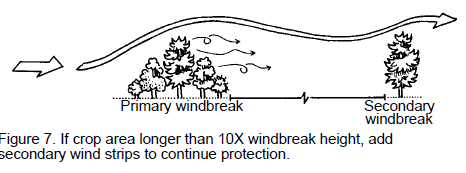 Primary windbreak
Secondary
windbreak
Figure 7. If crop area longer than 10X windbreak height, add
secondary wind strips to continue protection.